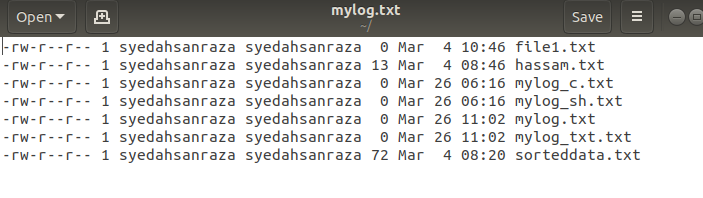 Open
mylog.txt
~/
Save
-rw-r--r-- 1 syedahsanraza syedahsanraza  0 Mar  4 10:46 file1.txt
-rw-r--r-- 1 syedahsanraza syedahsanraza 13 Mar  4 08:46 hassam.txt
-rw-r--r-- 1 syedahsanraza syedahsanraza  0 Mar 26 06:16 mylog_c.txt
-rw-r--r-- 1 syedahsanraza syedahsanraza  0 Mar 26 06:16 mylog_sh.txt
-rw-r--r-- 1 syedahsanraza syedahsanraza  0 Mar 26 11:02 mylog.txt
-rw-r--r-- 1 syedahsanraza syedahsanraza  0 Mar 26 11:02 mylog_txt.txt
-rw-r--r-- 1 syedahsanraza syedahsanraza 72 Mar  4 08:20 sorteddata.txt